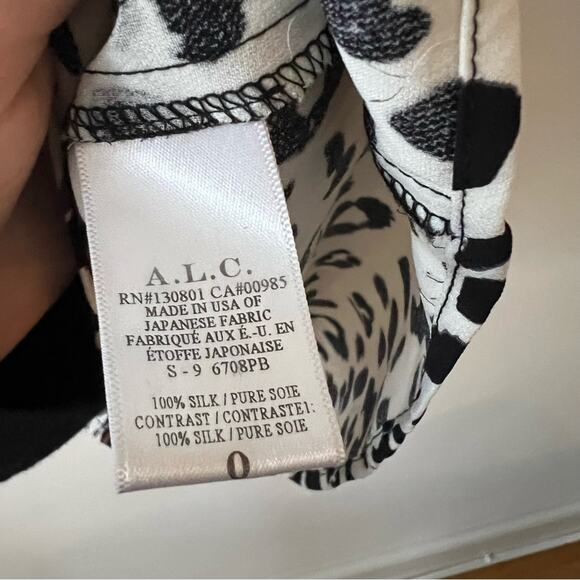 A.L.C.
RN#130801 CA#00985
MADE IN USA OF
JAPANESE FABRIC
FABRIQUÉ AUX É.-U. EN
ÉTOFFE JAPONAISE
S - 9 6708PB
100% SILK / PURE SOIE
CONTRAST / CONTRASTE1:
100% SILK / PURE SOIE
0